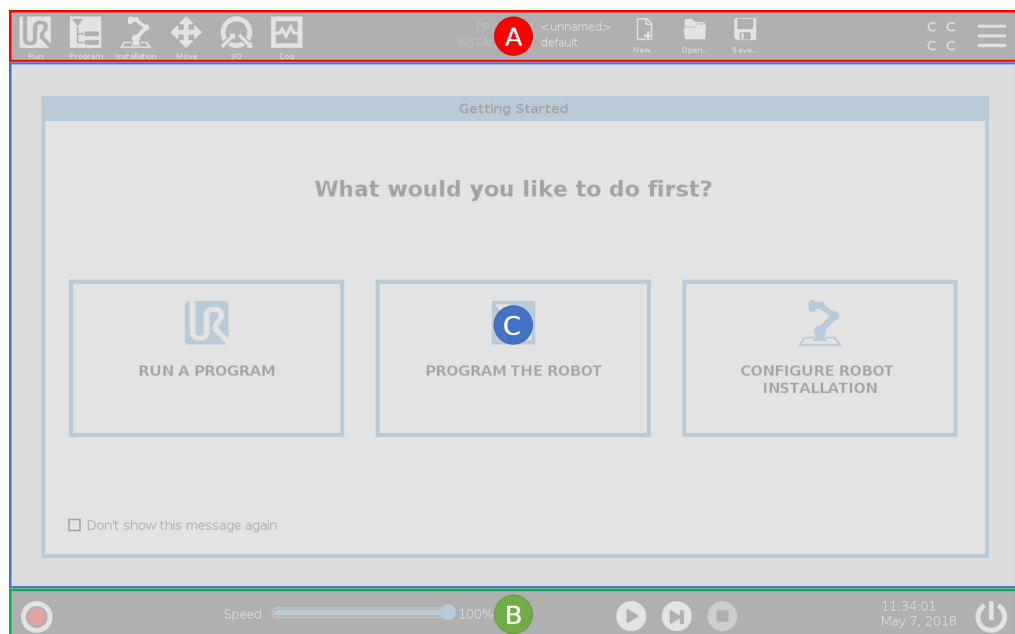 Run Program Installation Move I/O Log
PR
INSTAL
A
<unnamed>
default
New... Open... Save...
C C
C C
Getting Started
What would you like to do first?
C
RUN A PROGRAM
PROGRAM THE ROBOT
CONFIGURE ROBOT
INSTALLATION
Don't show this message again
Speed 100%
B
11:34:01
May 7, 2018